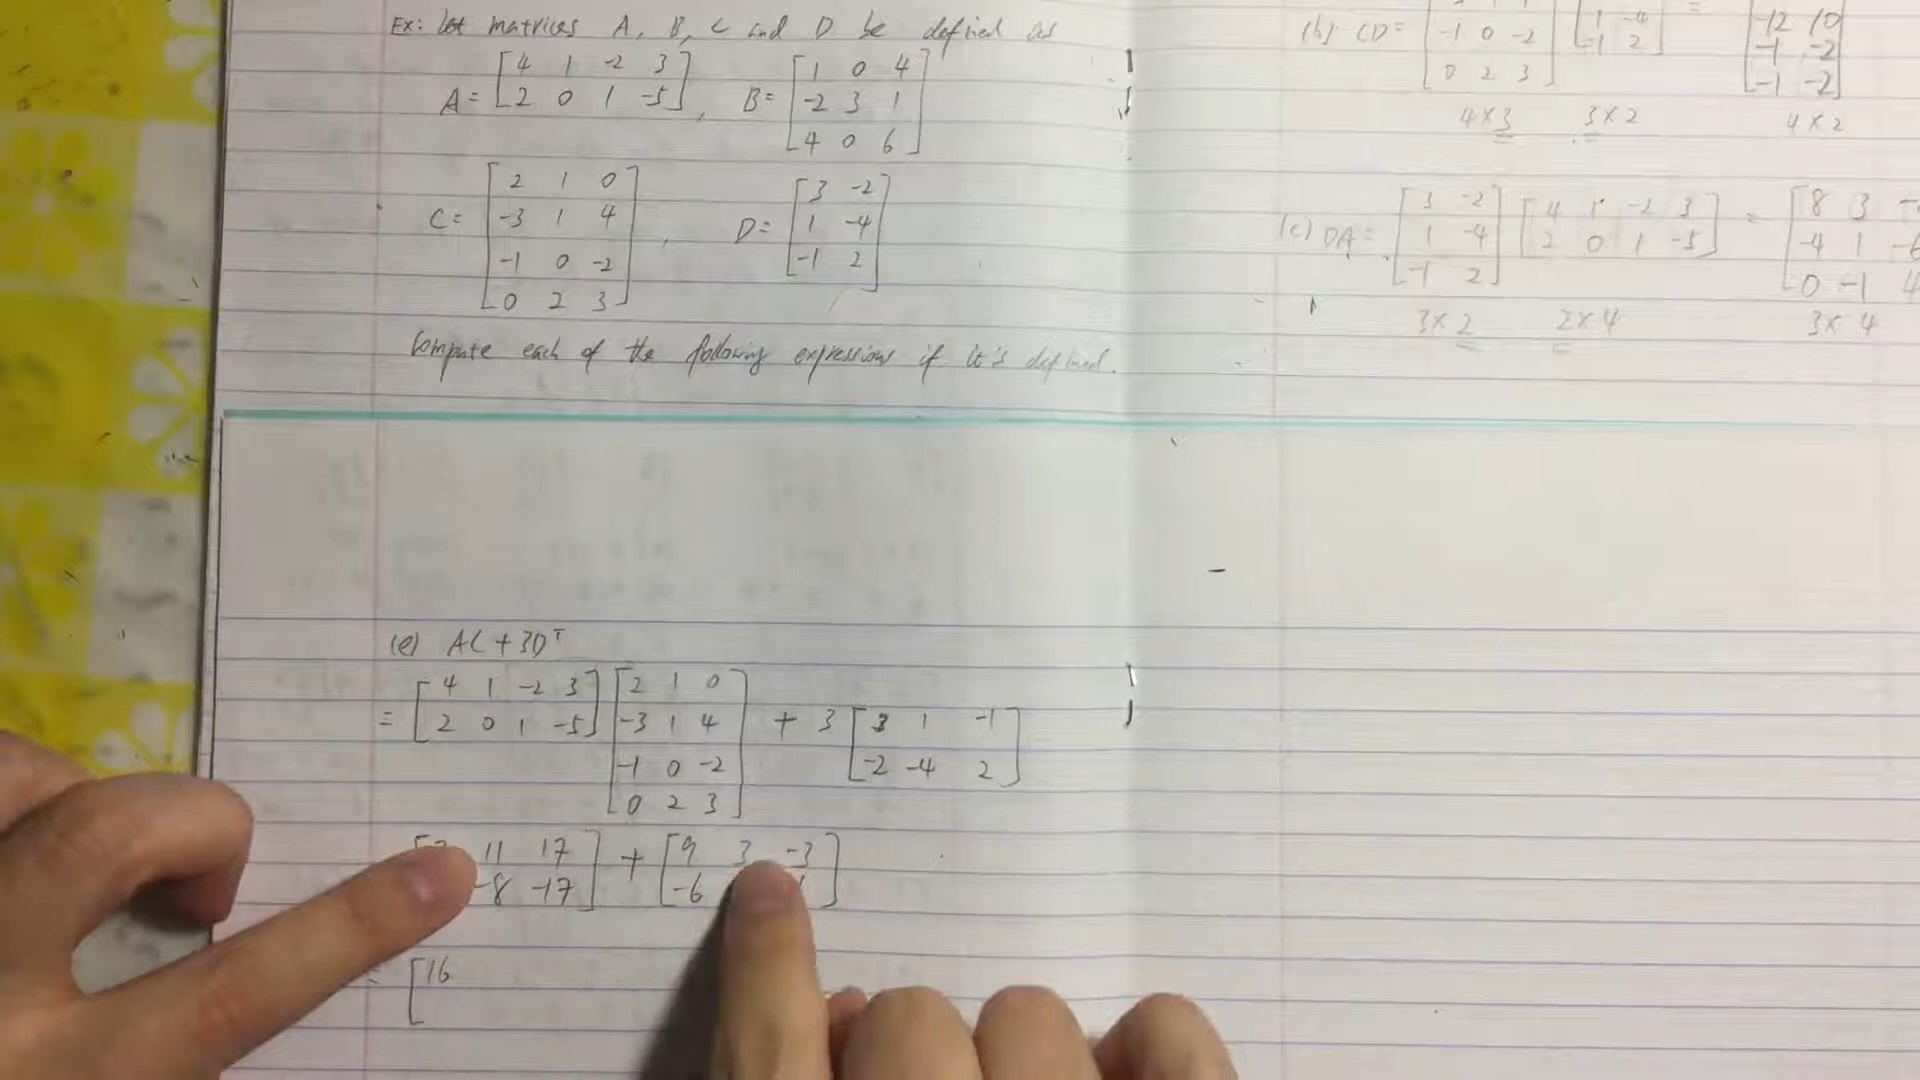 Ex: let matrices A, B, C and D be defined as
A = [4 1 -2 3
2 0 1 -5], B = [1 0 4
-2 3 1
4 0 6]
C = [2 1 0
-3 1 4
-1 0 -2
0 2 3], D = [3 -2
1 -4
-1 2]
Compute each of the following expressions if it's defined.
(e) AC + 3Dᵀ
= [4 1 -2 3
2 0 1 -5] [2 1 0
-3 1 4
-1 0 -2
0 2 3] + 3 [3 1 -1
-2 -4 2]
11 17] + [9 3 -3
-8 -17] -6
= [16
(b) CD = [
-1 0 -2
0 2 3] [1 -4
-1 2] = [
-12 10
-1 -2
-1 -2]
4×3 3×2 4×2
(c) DA = [3 -2
1 -4
-1 2] [4 1 -2 3
2 0 1 -5] = [8 3
-4 1 -6
0 -1 4
3×2 2×4 3×4